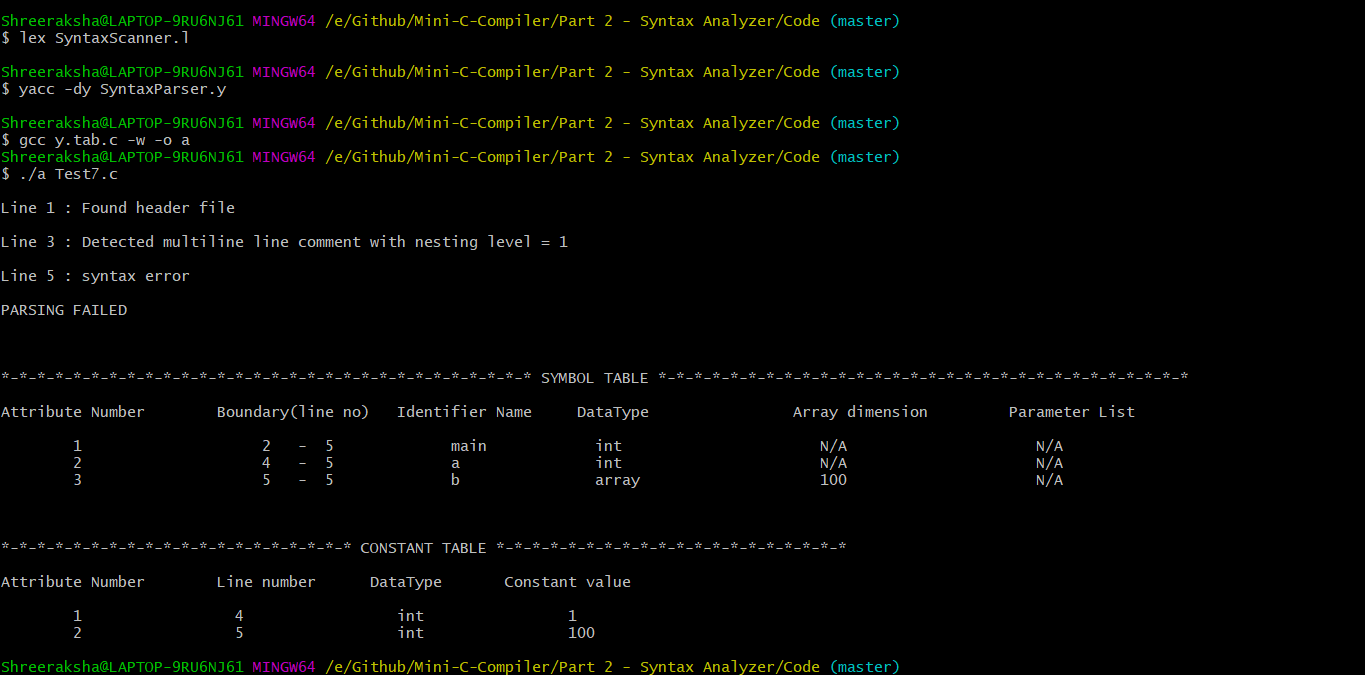 Shreeraksha@LAPTOP-9RU6NJ61 MINGW64 /e/Github/Mini-C-Compiler/Part 2 - Syntax Analyzer/Code (master)
$ lex SyntaxScanner.l
Shreeraksha@LAPTOP-9RU6NJ61 MINGW64 /e/Github/Mini-C-Compiler/Part 2 - Syntax Analyzer/Code (master)
$ yacc -dy SyntaxParser.y
Shreeraksha@LAPTOP-9RU6NJ61 MINGW64 /e/Github/Mini-C-Compiler/Part 2 - Syntax Analyzer/Code (master)
$ gcc y.tab.c -w -o a
Shreeraksha@LAPTOP-9RU6NJ61 MINGW64 /e/Github/Mini-C-Compiler/Part 2 - Syntax Analyzer/Code (master)
$ ./a Test7.c
Line 1 : Found header file
Line 3 : Detected multiline line comment with nesting level = 1
Line 5 : syntax error
PARSING FAILED
*-*-*-*-*-*-*-*-*-*-*-*-*-*-*-*-*-*-*-*-*-*-*-*-*-*-*-*-*-* SYMBOL TABLE *-*-*-*-*-*-*-*-*-*-*-*-*-*-*-*-*-*-*-*-*-*-*-*-*-*-*-*-*-*
Attribute Number Boundary(line no) Identifier Name DataType Array dimension Parameter List
1 2 - 5 main int N/A N/A
2 4 - 5 a int N/A N/A
3 5 - 5 b array 100 N/A
*-*-*-*-*-*-*-*-*-*-*-*-*-*-*-*-*-*-*-* CONSTANT TABLE *-*-*-*-*-*-*-*-*-*-*-*-*-*-*-*-*-*-*-*
Attribute Number Line number DataType Constant value
1 4 int 1
2 5 int 100
Shreeraksha@LAPTOP-9RU6NJ61 MINGW64 /e/Github/Mini-C-Compiler/Part 2 - Syntax Analyzer/Code (master)